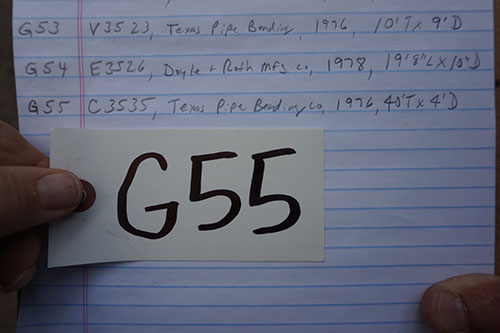 G53 V3523, Texas Pipe Bending, 1976, 10'T x 9'D
G54 E3526, Doyle + Roth Mfg. Co, 1978, 19'8"L x 10"D
G55 C3535, Texas Pipe Bending Co, 1976, 40'T x 4'D
G55